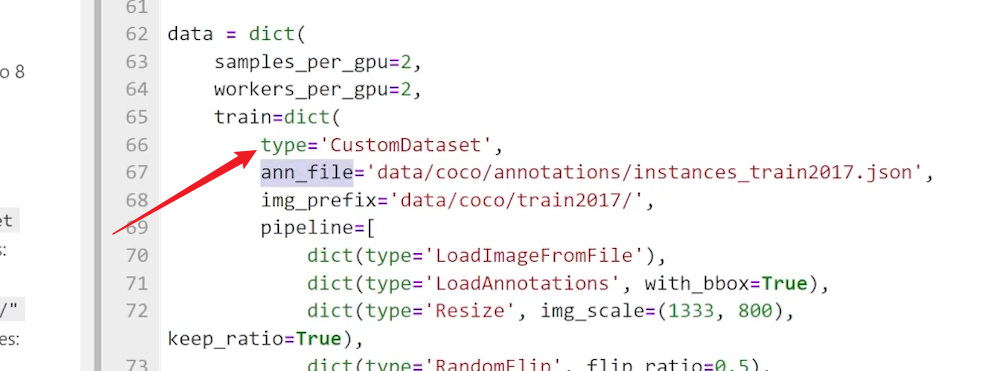 61
62 data = dict(
o 8
63 samples_per_gpu=2,
64 workers_per_gpu=2,
65 train=dict(
66 type='CustomDataset',
67 ann_file='data/coco/annotations/instances_train2017.json',
68 img_prefix='data/coco/train2017/',
et
69 pipeline=[
s:
70 dict(type='LoadImageFromFile'),
71 dict(type='LoadAnnotations', with_bbox=True),
/"
72 dict(type='Resize', img_scale=(1333, 800),
es:
keep_ratio=True),
73 dict(type='RandomFlip', flip_ratio=0.5),